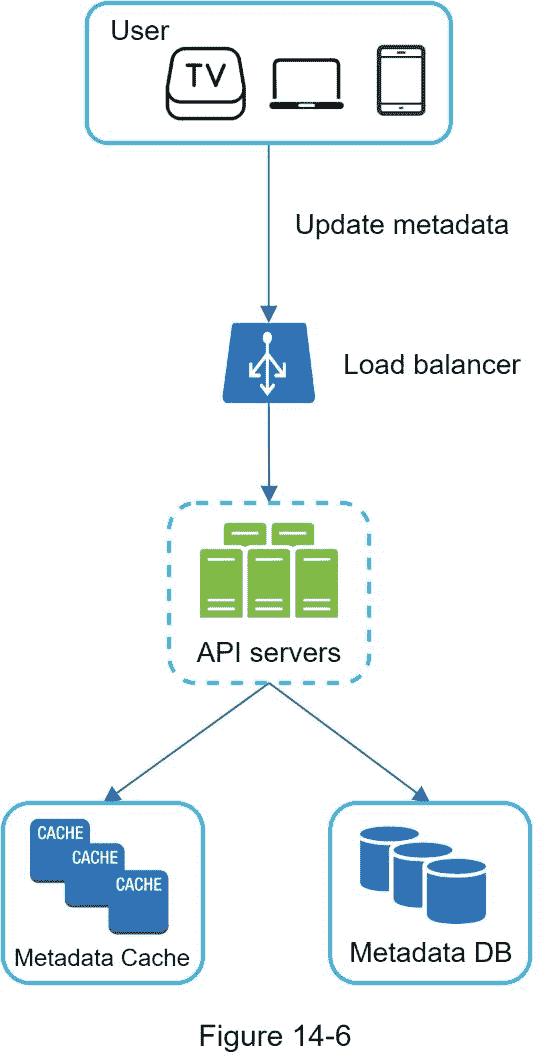 User
TV
Update metadata
Load balancer
API servers
CACHE
CACHE
CACHE
Metadata Cache
Metadata DB
Figure 14-6